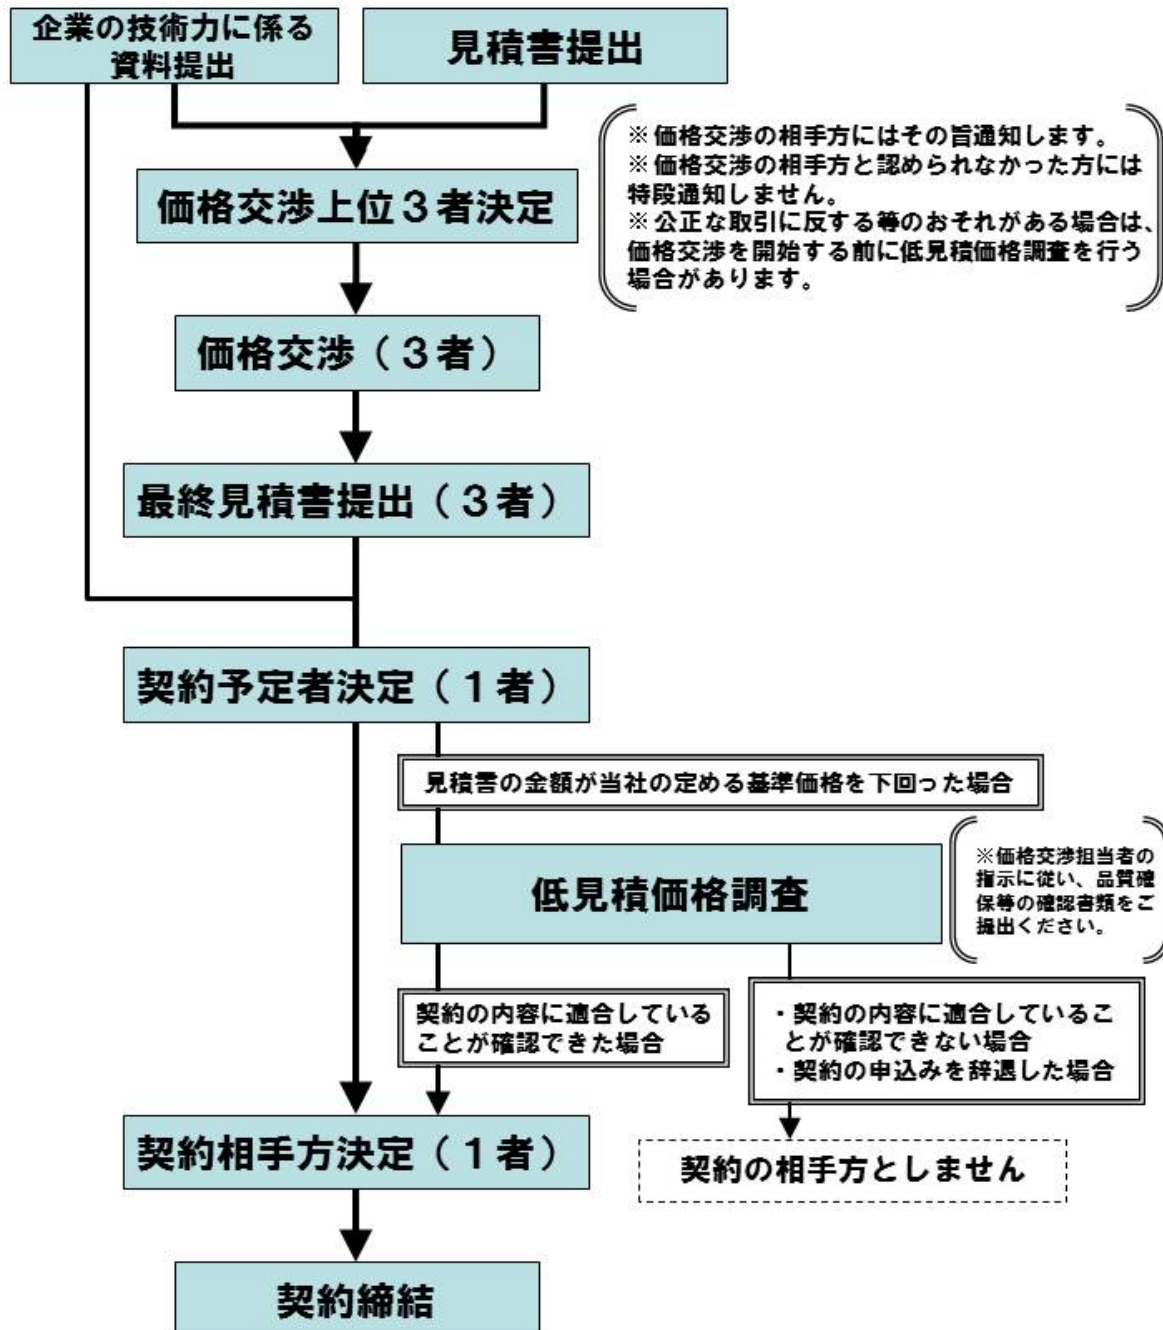 企業の技術力に係る
資料提出
見積書提出
※価格交渉の相手方にはその旨通知します。
※価格交渉の相手方と認められなかった方には
特段通知しません。
※公正な取引に反する等のおそれがある場合は、
価格交渉を開始する前に低見積価格調査を行う
場合があります。
価格交渉上位３者決定
価格交渉（３者）
最終見積書提出（３者）
契約予定者決定（１者）
見積書の金額が当社の定める基準価格を下回った場合
低見積価格調査
※価格交渉担当者の
指示に従い、品質確
保等の確認書類をご
提出ください。
契約の内容に適合している
ことが確認できた場合
・契約の内容に適合しているこ
とが確認できない場合
・契約の申込みを辞退した場合
契約相手方決定（１者）
契約の相手方としません
契約締結